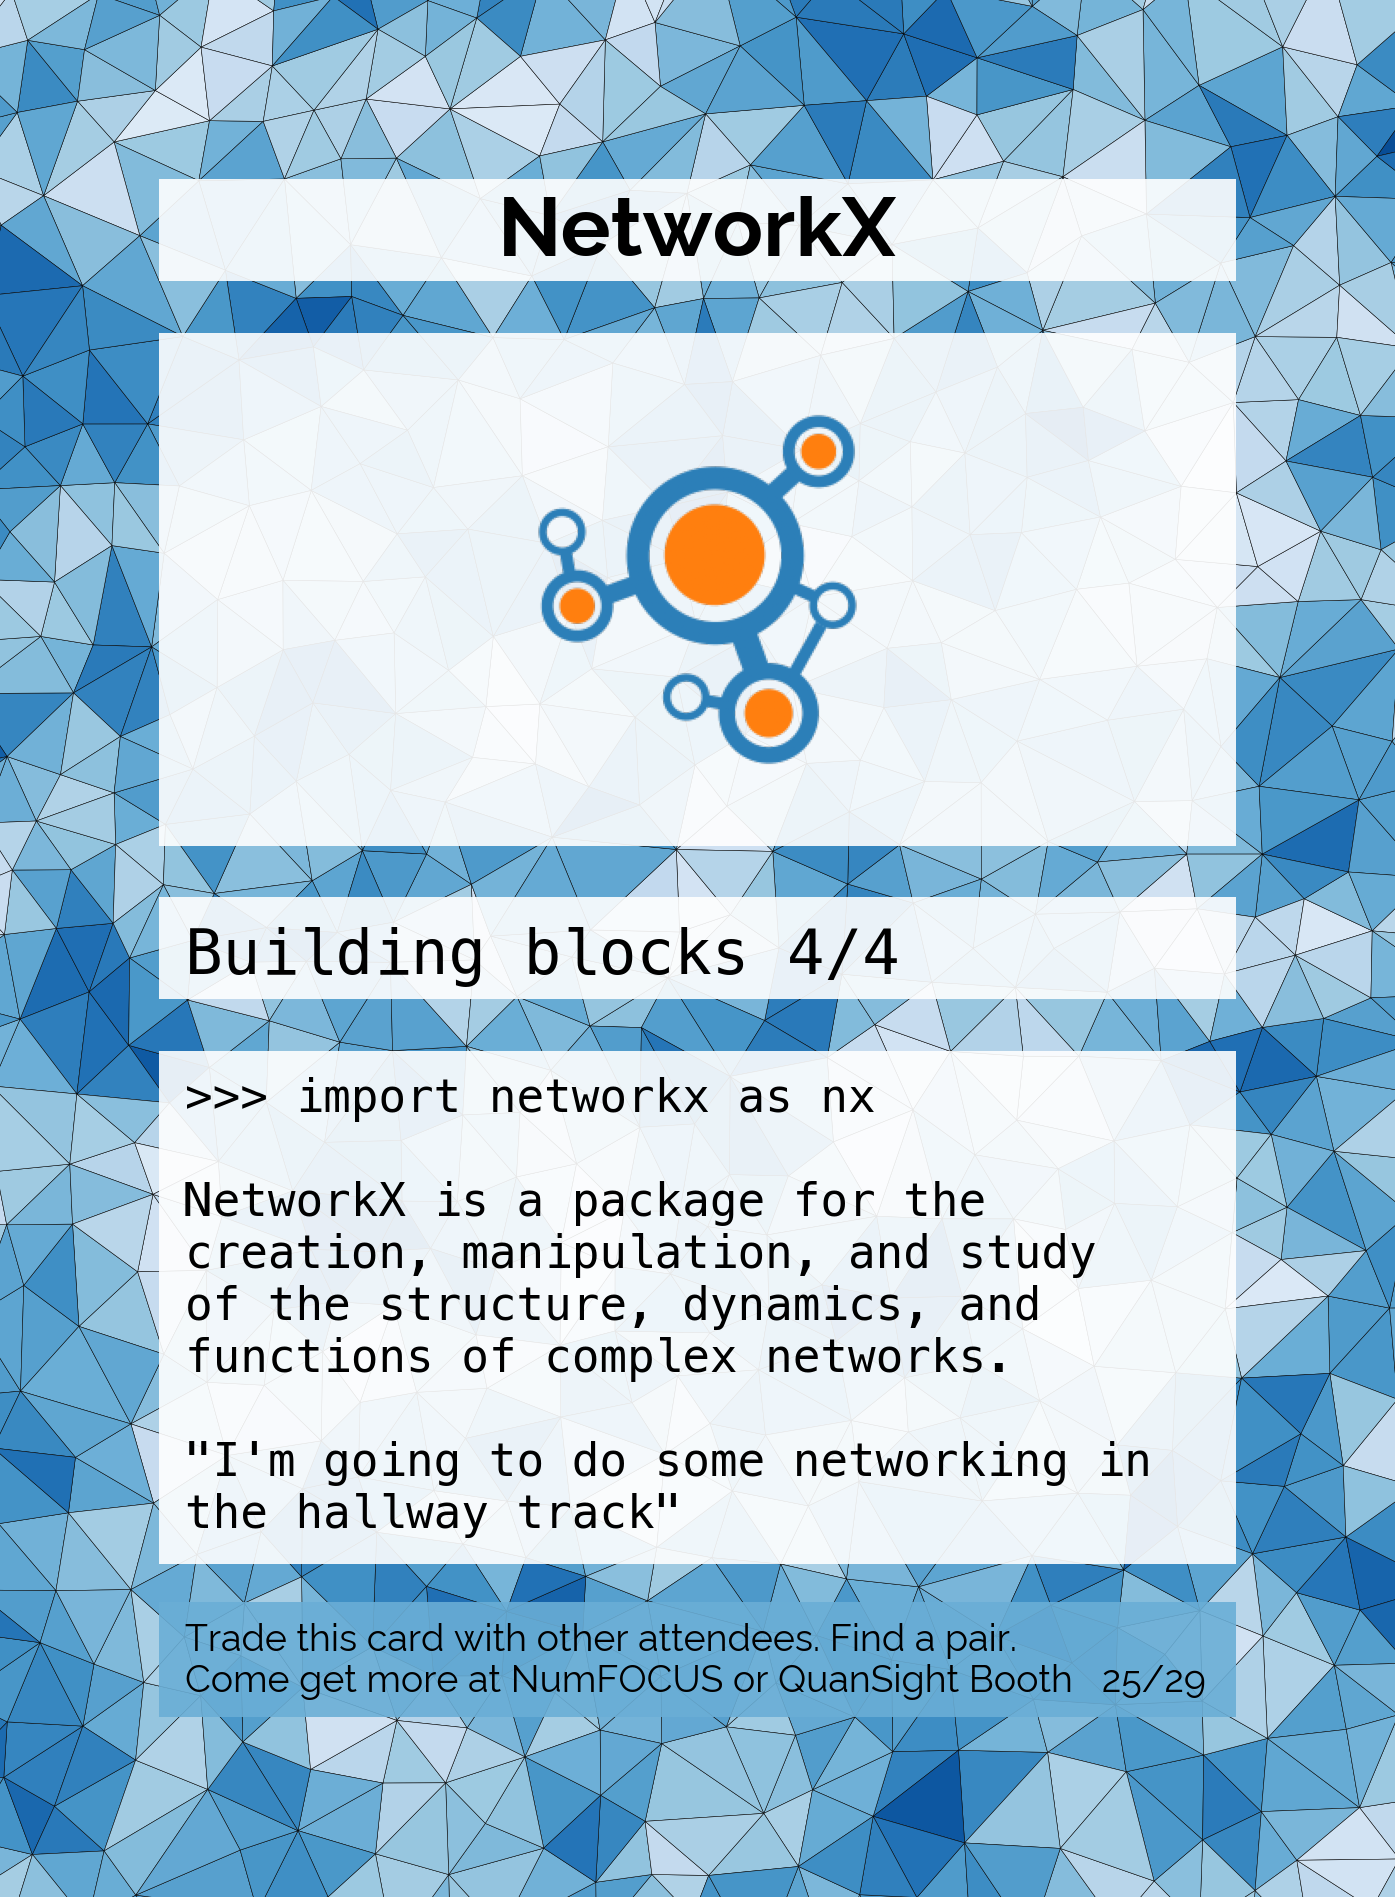 NetworkX
Building blocks 4/4
>>> import networkx as nx
NetworkX is a package for the
creation, manipulation, and study
of the structure, dynamics, and
functions of complex networks.
"I'm going to do some networking in
the hallway track"
Trade this card with other attendees. Find a pair.
Come get more at NumFOCUS or QuanSight Booth 25/29